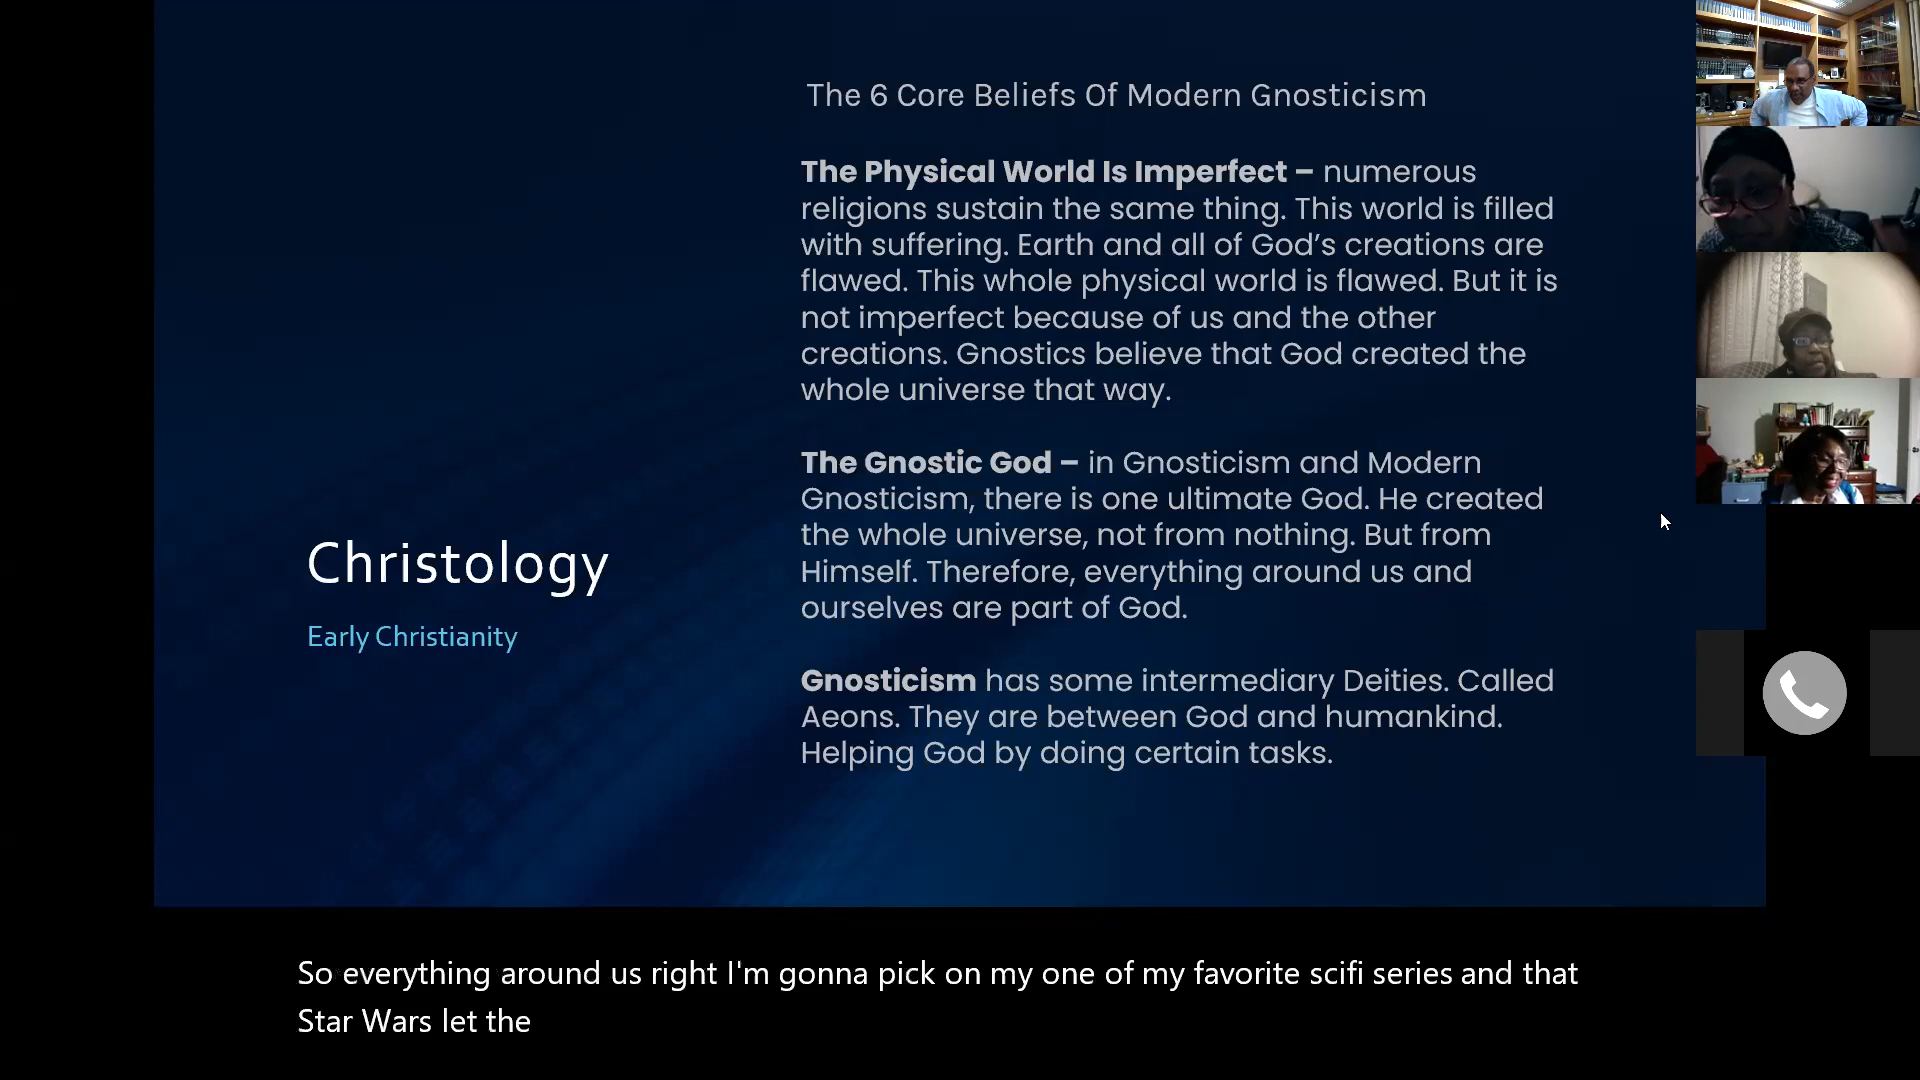 The 6 Core Beliefs Of Modern Gnosticism
The Physical World Is Imperfect – numerous
religions sustain the same thing. This world is filled
with suffering. Earth and all of God’s creations are
flawed. This whole physical world is flawed. But it is
not imperfect because of us and the other
creations. Gnostics believe that God created the
whole universe that way.
The Gnostic God – in Gnosticism and Modern
Gnosticism, there is one ultimate God. He created
the whole universe, not from nothing. But from
Himself. Therefore, everything around us and
ourselves are part of God.
Gnosticism has some intermediary Deities. Called
Aeons. They are between God and humankind.
Helping God by doing certain tasks.
Christology
Early Christianity
So everything around us right I'm gonna pick on my one of my favorite scifi series and that
Star Wars let the